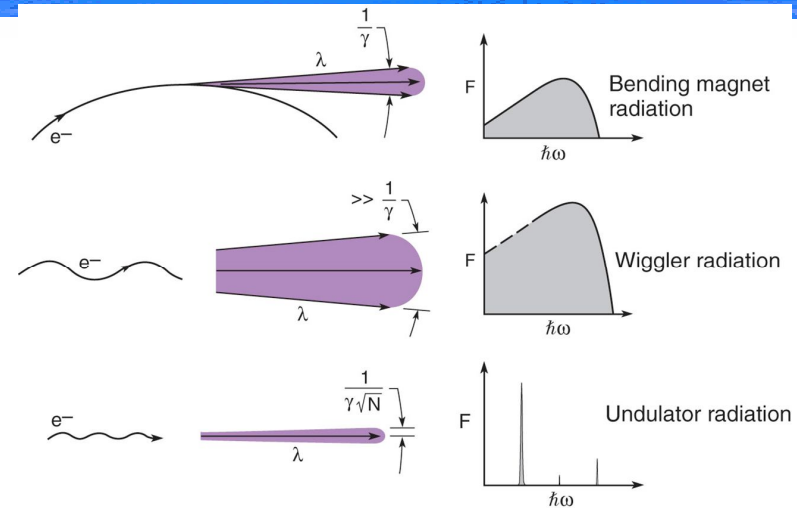 1/γ
λ
e−
F
ħω
Bending magnet
radiation
>> 1/γ
e−
λ
F
ħω
Wiggler radiation
1/γ√N
e−
λ
F
ħω
Undulator radiation